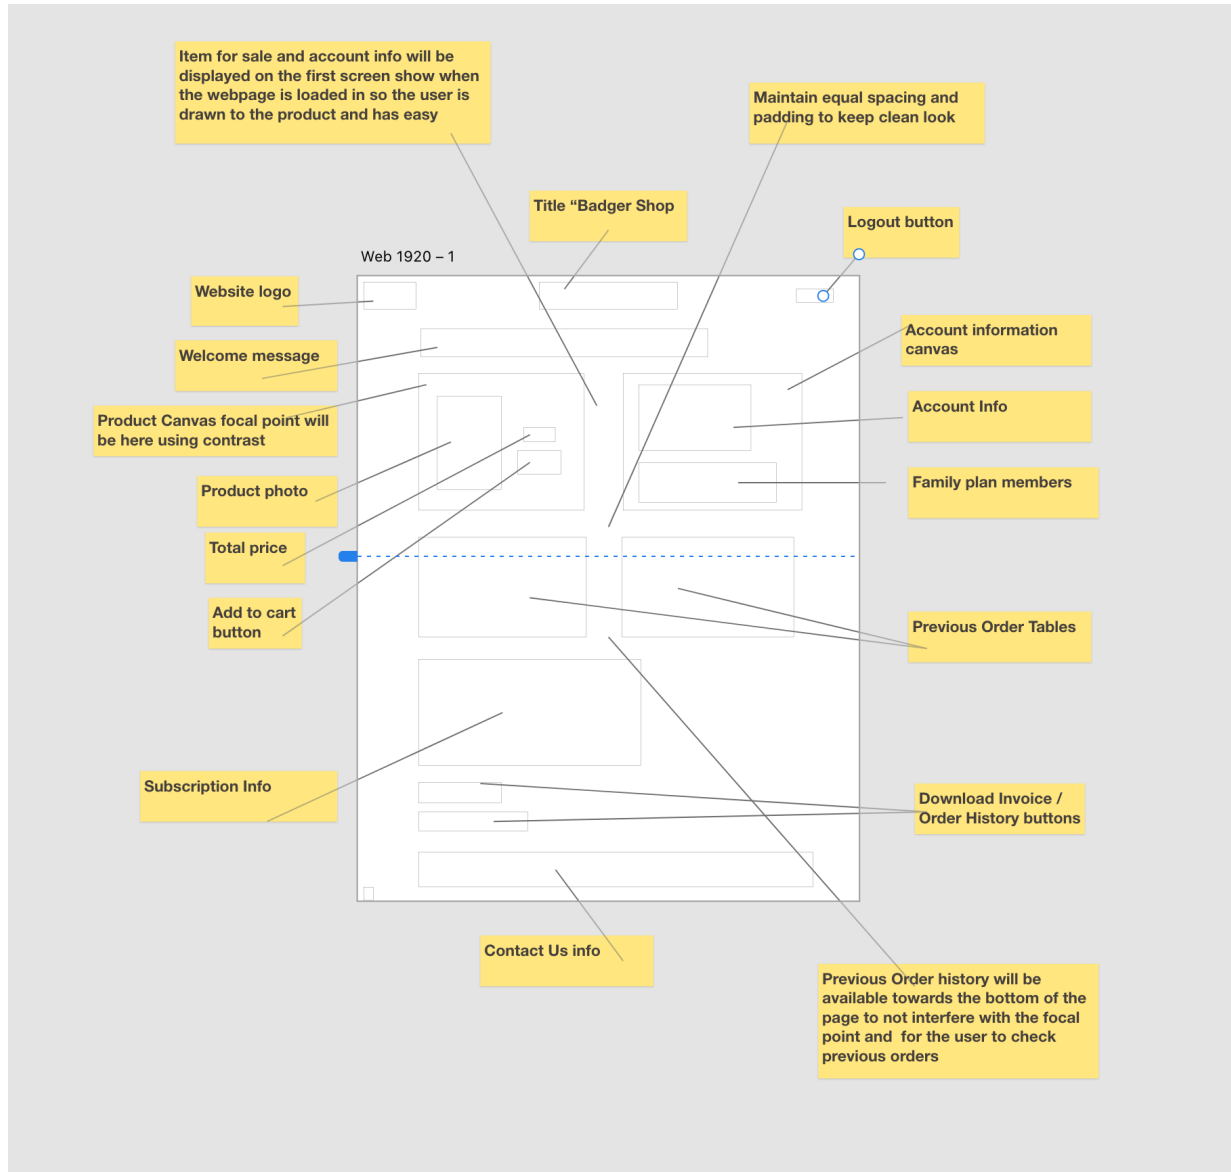 Item for sale and account info will be
displayed on the first screen show when
the webpage is loaded in so the user is
drawn to the product and has easy
Maintain equal spacing and
padding to keep clean look
Title “Badger Shop
Logout button
Web 1920 – 1
Website logo
Welcome message
Account information
canvas
Product Canvas focal point will
be here using contrast
Account Info
Product photo
Family plan members
Total price
Add to cart
button
Previous Order Tables
Subscription Info
Download Invoice /
Order History buttons
Contact Us info
Previous Order history will be
available towards the bottom of the
page to not interfere with the focal
point and  for the user to check
previous orders